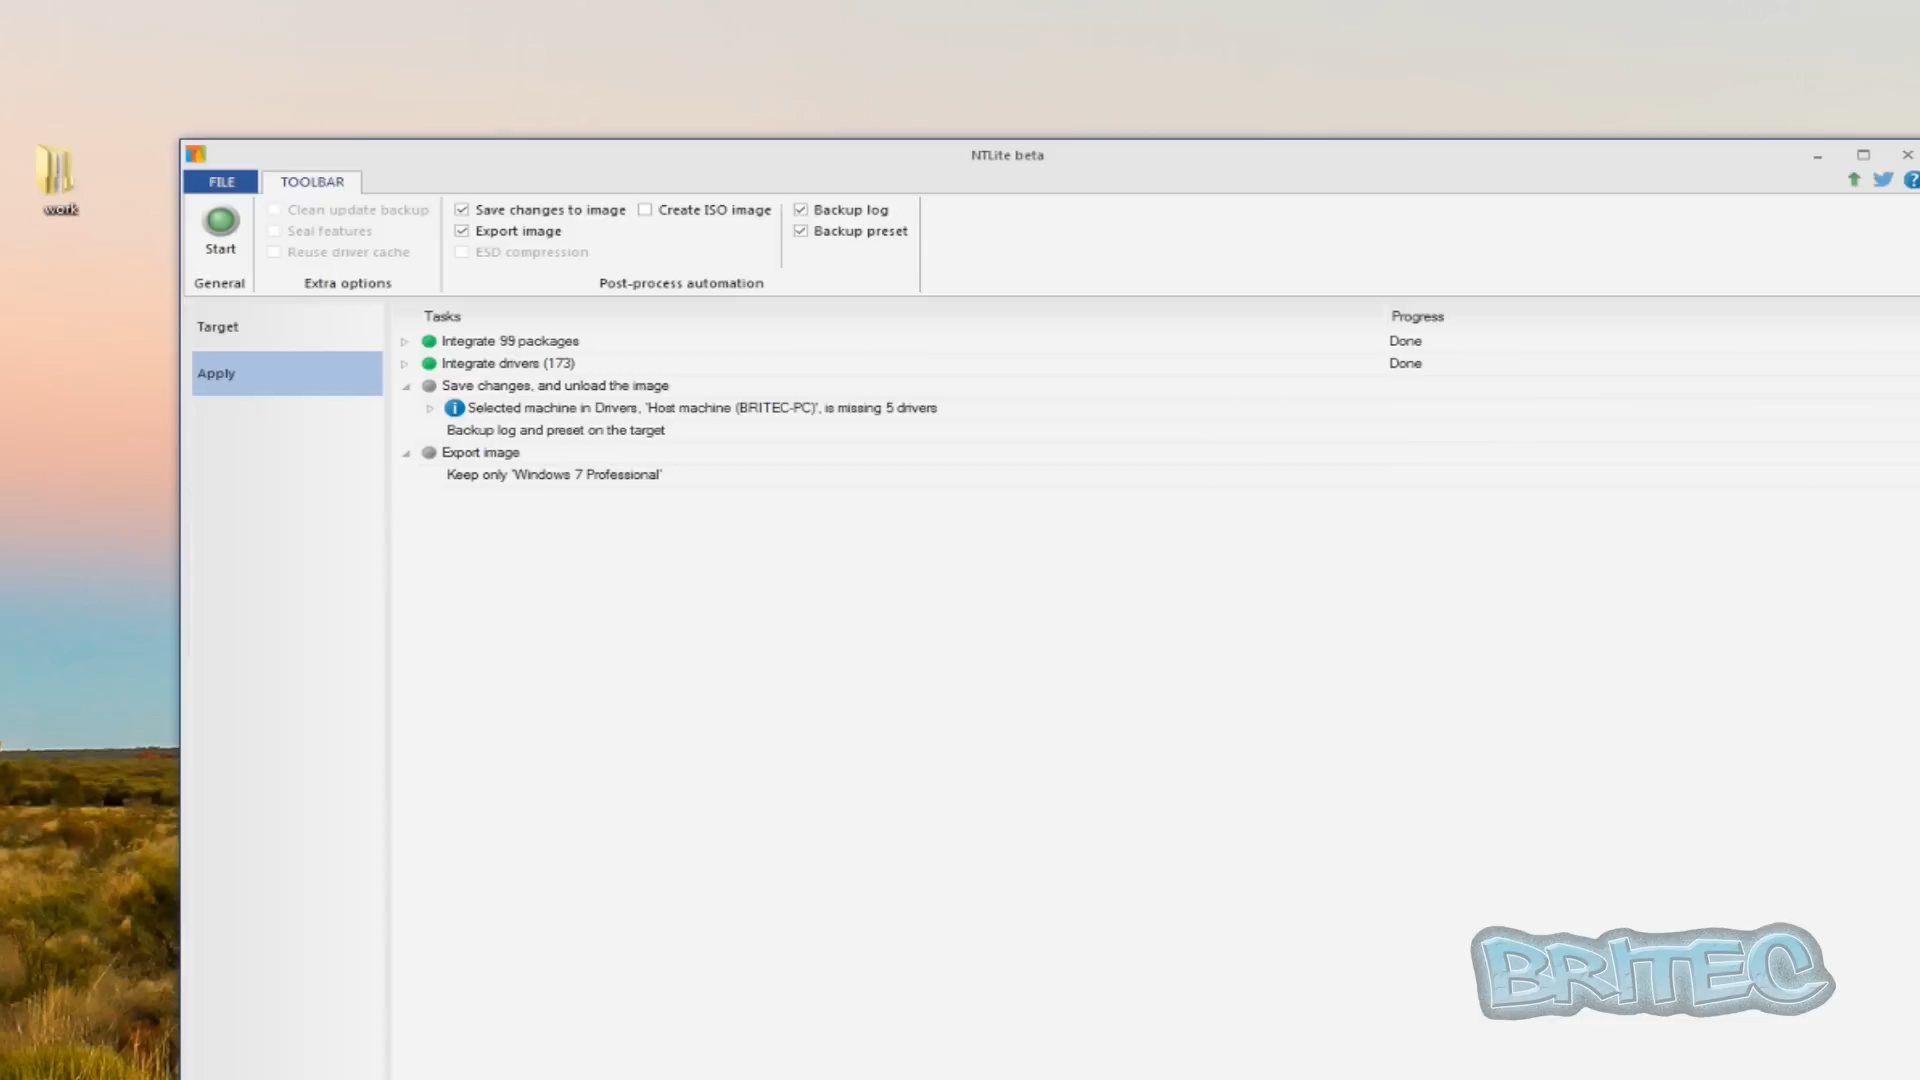 work
NTLite beta
FILE
TOOLBAR
Start
General
Clean update backup
Seal features
Reuse driver cache
Extra options
Save changes to image
Create ISO image
Export image
ESD compression
Backup log
Backup preset
Post-process automation
Target
Apply
Tasks
Progress
Integrate 99 packages
Done
Integrate drivers (173)
Done
Save changes, and unload the image
Selected machine in Drivers, 'Host machine (BRITEC-PC)', is missing 5 drivers
Backup log and preset on the target
Export image
Keep only 'Windows 7 Professional'
BRITEC